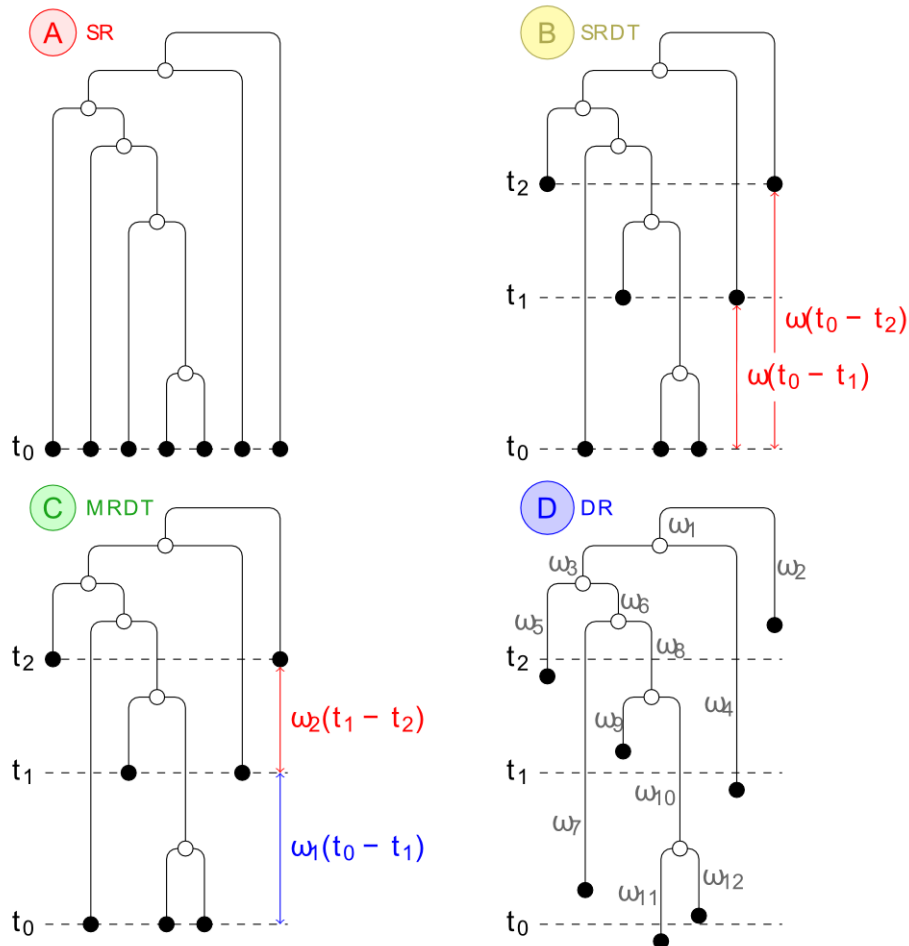 A SR
t0
B SRDT
t2
t1
ω(t0 − t2)
ω(t0 − t1)
t0
C MRDT
t2
ω2(t1 − t2)
t1
ω1(t0 − t1)
t0
D DR
ω1
ω3
ω2
ω6
ω5
ω8
t2
ω4
ω9
t1
ω10
ω7
ω12
ω11
t0